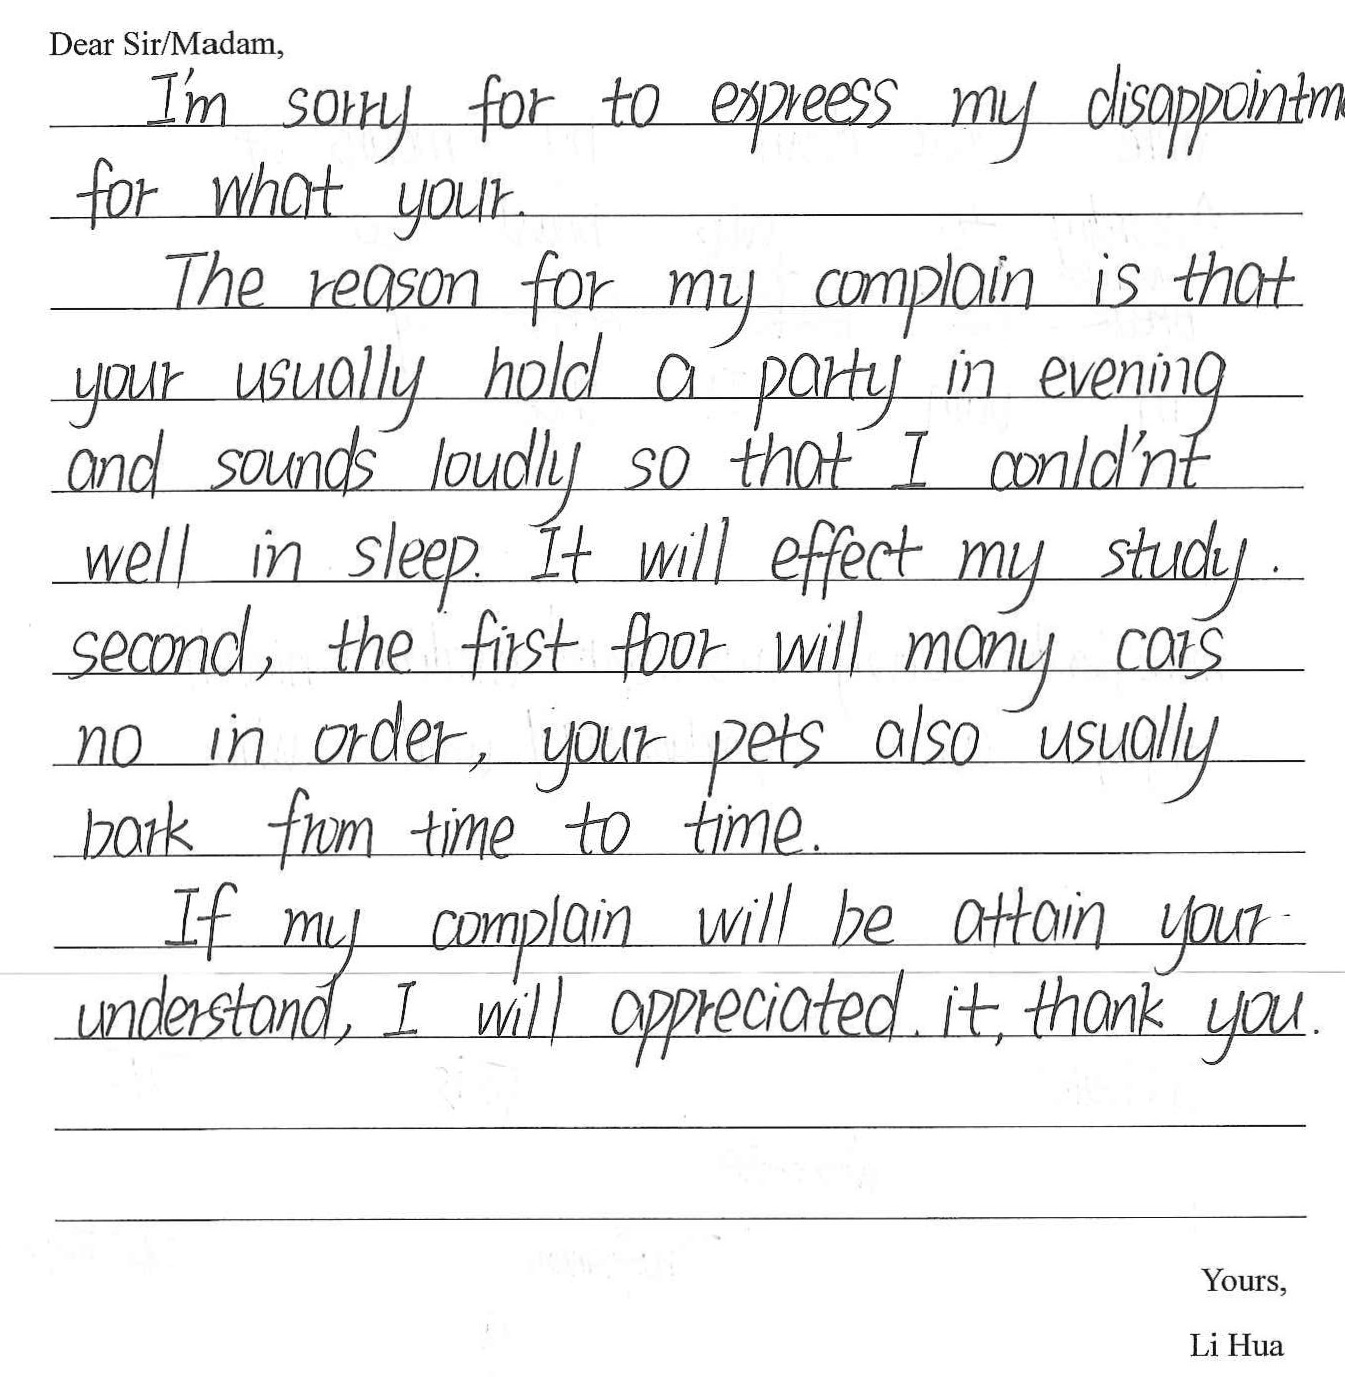 Dear Sir/Madam,
I'm sorry for to expreess my disappointm
for what your.
The reason for my complain is that
your usually hold a party in evening
and sounds loudly so that I conld'nt
well in sleep. It will effect my study.
second, the first foor will many cars
no in order, your pets also usually
bark from time to time.
If my complain will be attain your
understand, I will appreciated. it, thank you.
Yours,
Li Hua